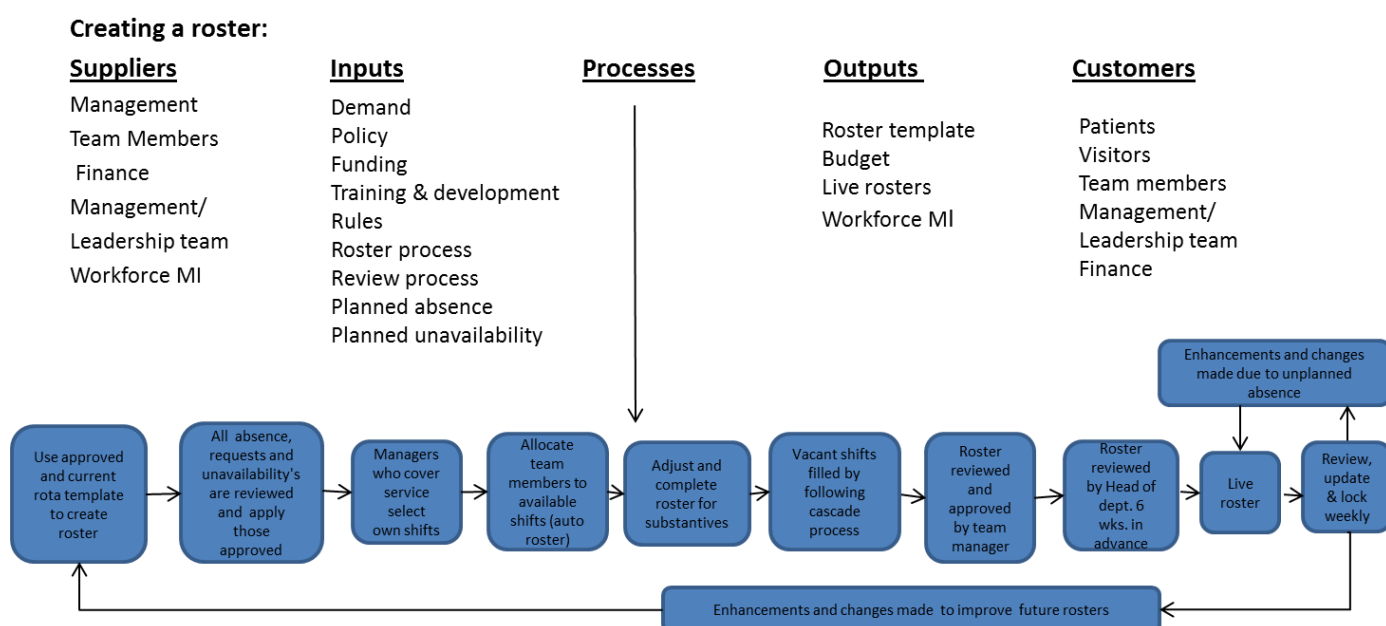 Creating a roster:
Suppliers
Management
Team Members
Finance
Management/
Leadership team
Workforce MI
Inputs
Demand
Policy
Funding
Training & development
Rules
Roster process
Review process
Planned absence
Planned unavailability
Processes
Outputs
Roster template
Budget
Live rosters
Workforce MI
Customers
Patients
Visitors
Team members
Management/
Leadership team
Finance
Use approved
and current
rota template
to create
roster
All absence,
requests and
unavailability's
are reviewed
and apply
those
approved
Managers
who cover
service
select
own shifts
Allocate
team
members to
available
shifts (auto
roster)
Adjust and
complete
roster for
substantives
Vacant shifts
filled by
following
cascade
process
Roster
reviewed
and
approved
by team
manager
Roster
reviewed
by Head of
dept. 6
wks. in
advance
Live
roster
Review,
update
& lock
weekly
Enhancements and changes
made due to unplanned
absence
Enhancements and changes made to improve future rosters